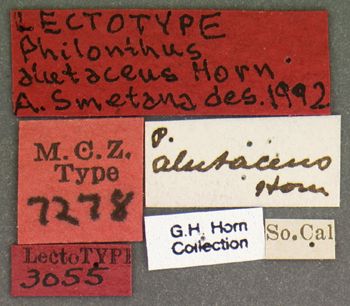 LECTOTYPE
Philonthus
alutaceus Horn
A. Smetana des. 1992
M.C.Z.
Type
7278
P.
alutaceus
Horn
G.H. Horn
Collection
So. Cal
LectoTYPE
3055